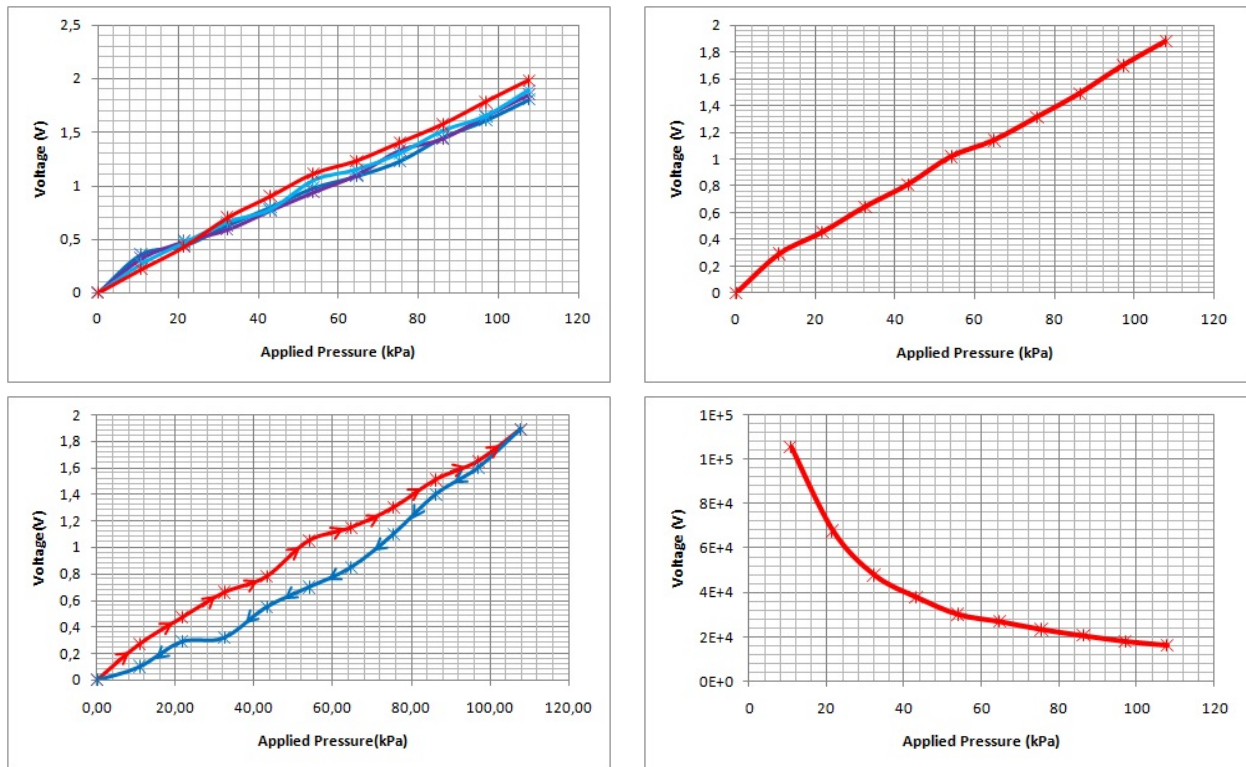 2,5
2
1,5
1
0,5
0
Voltage (V)
0 20 40 60 80 100 120
Applied Pressure (kPa)
2
1,8
1,6
1,4
1,2
1
0,8
0,6
0,4
0,2
0
Voltage (V)
0 20 40 60 80 100 120
Applied Pressure (kPa)
2
1,8
1,6
1,4
1,2
1
0,8
0,6
0,4
0,2
0
Voltage(V)
0,00 20,00 40,00 60,00 80,00 100,00 120,00
Applied Pressure(kPa)
1E+5
1E+5
8E+4
6E+4
4E+4
2E+4
0E+0
Voltage (V)
0 20 40 60 80 100 120
Applied Pressure (kPa)